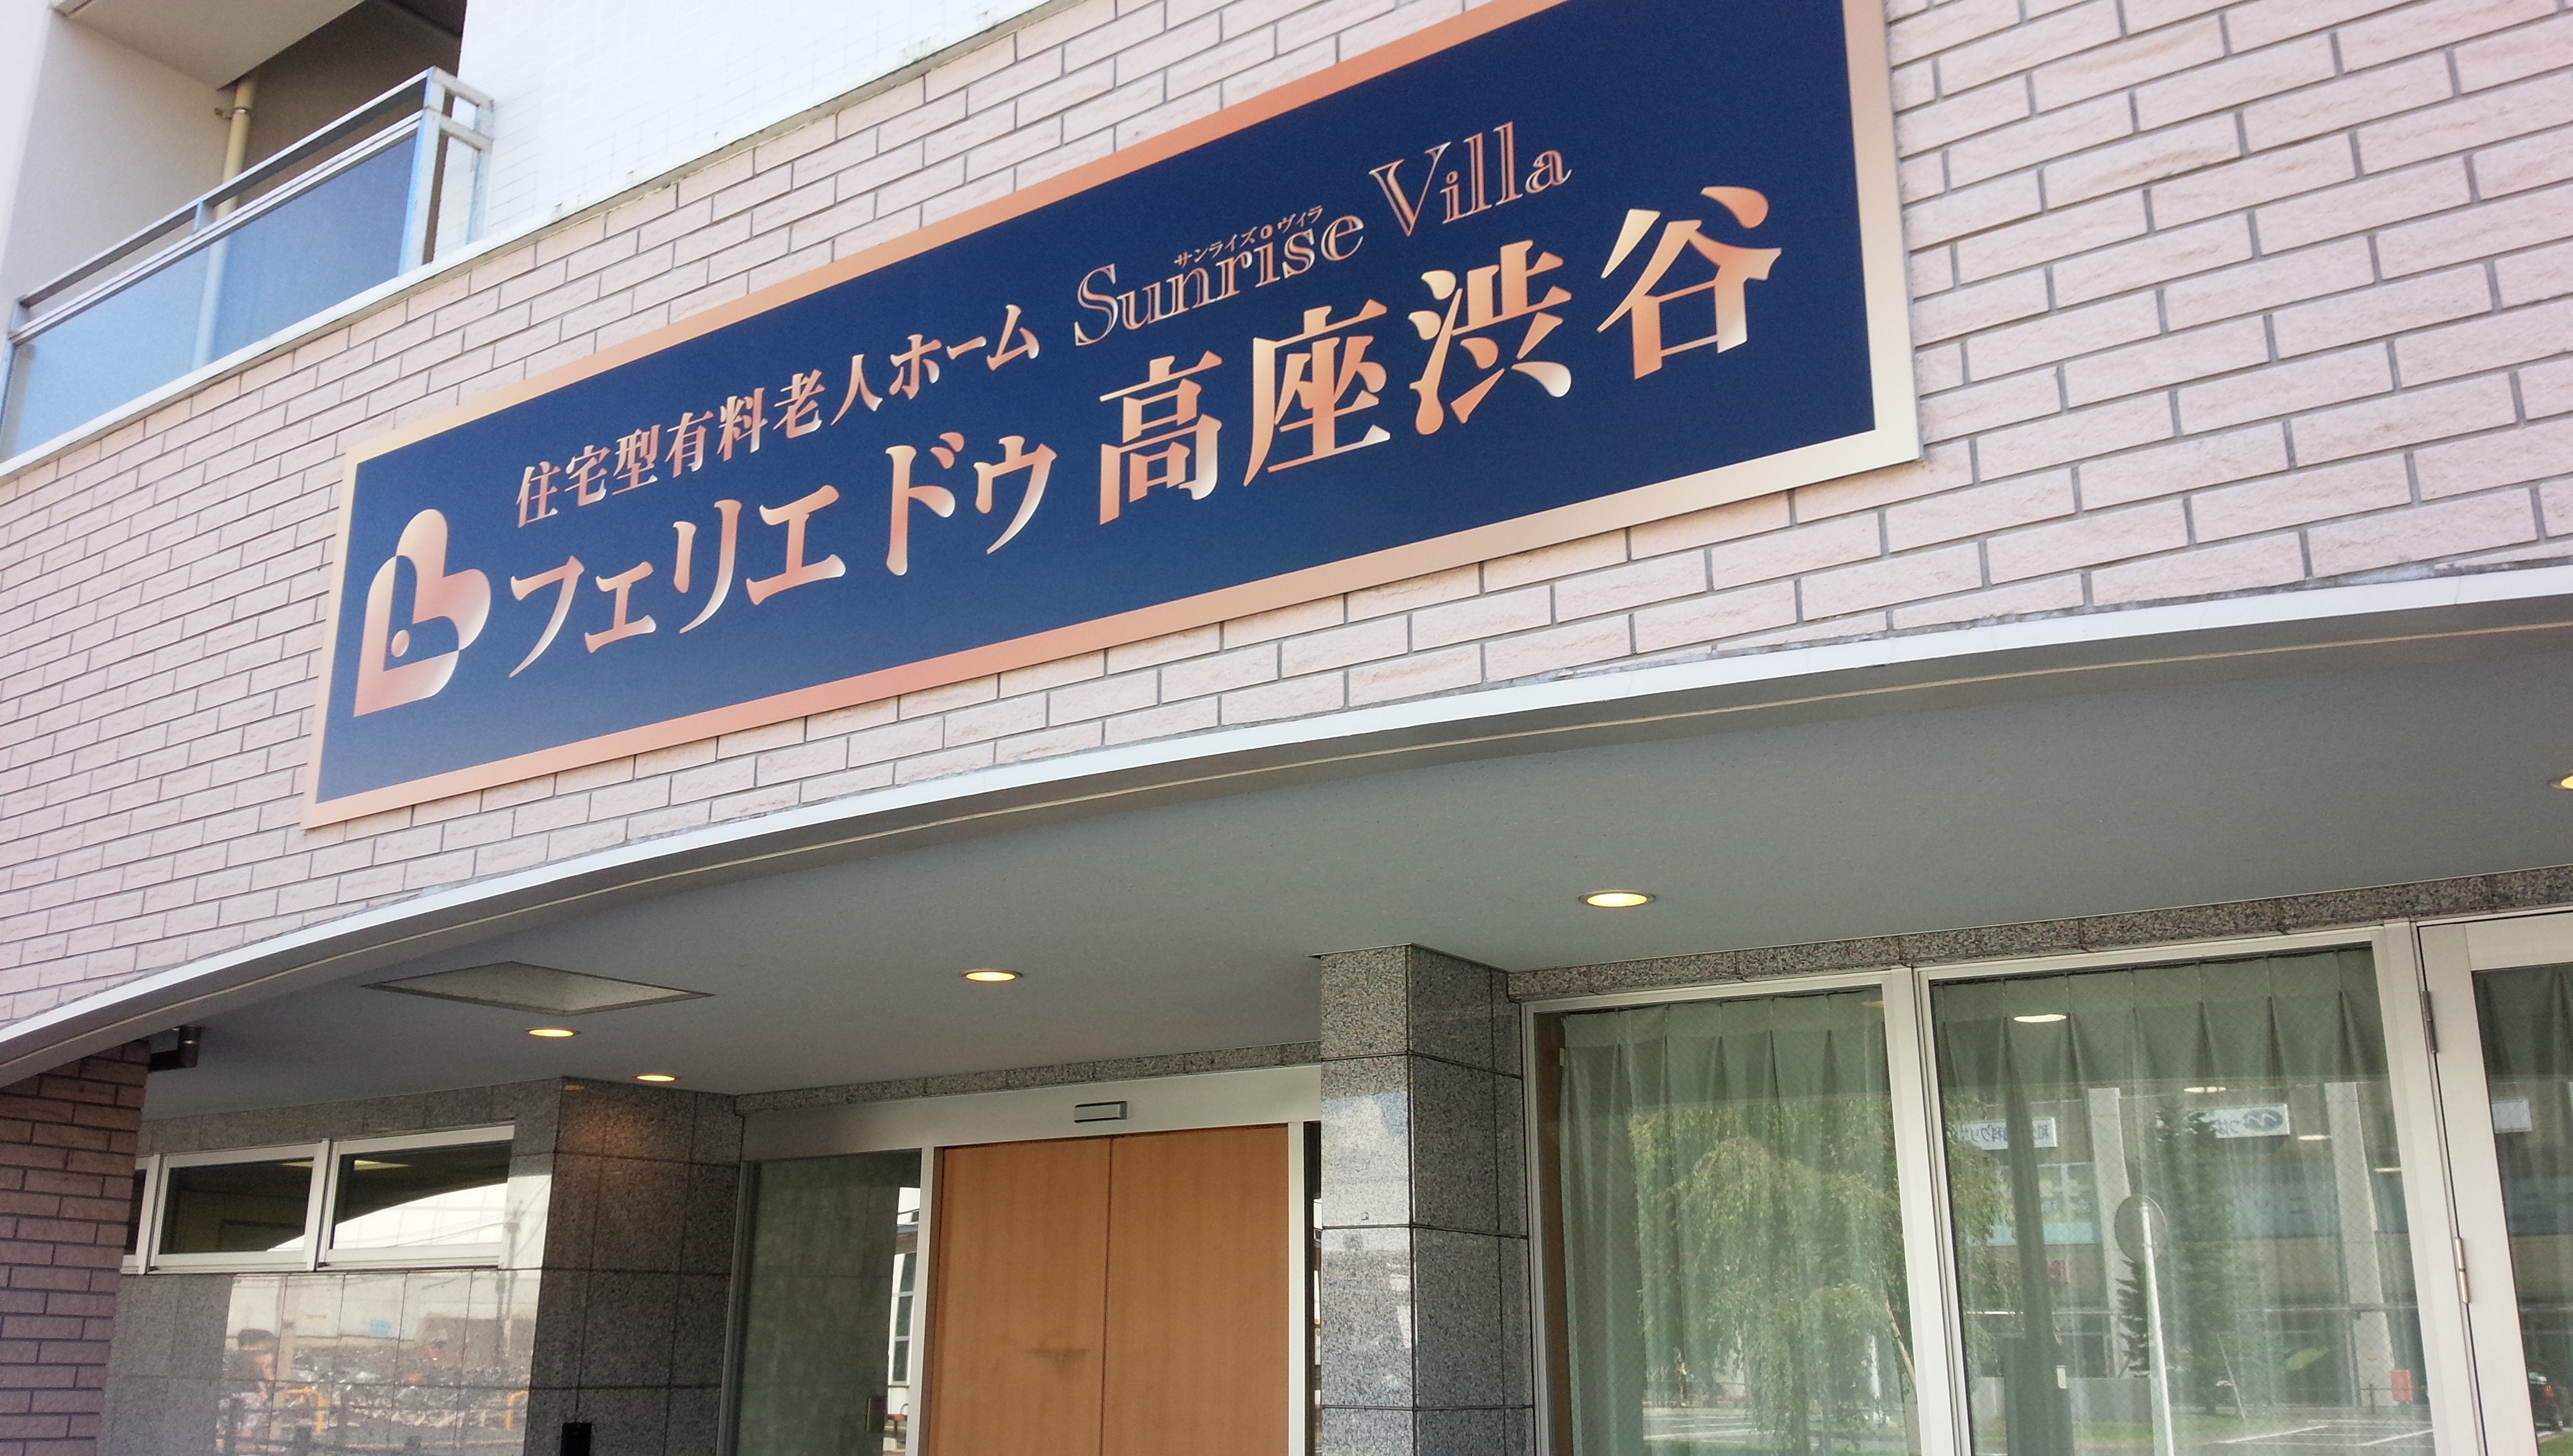 住宅型有料老人ホーム Sunrise Villa
サンライズ・ヴィラ
フェリエ ドゥ 高座渋谷